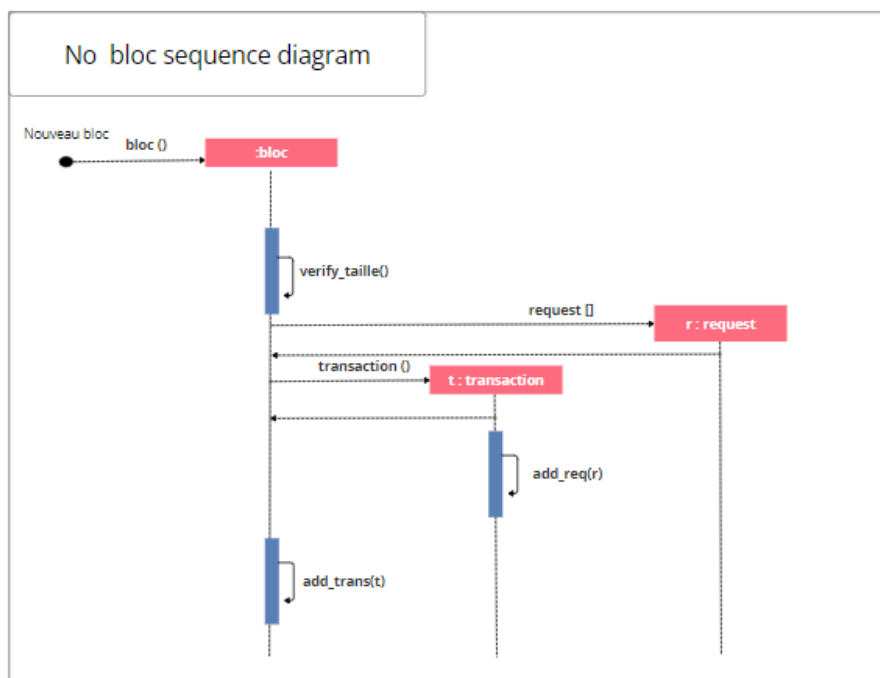 No bloc sequence diagram
Nouveau bloc
bloc ()
:bloc
verify_taille()
request []
r : request
transaction ()
t : transaction
add_req(r)
add_trans(t)